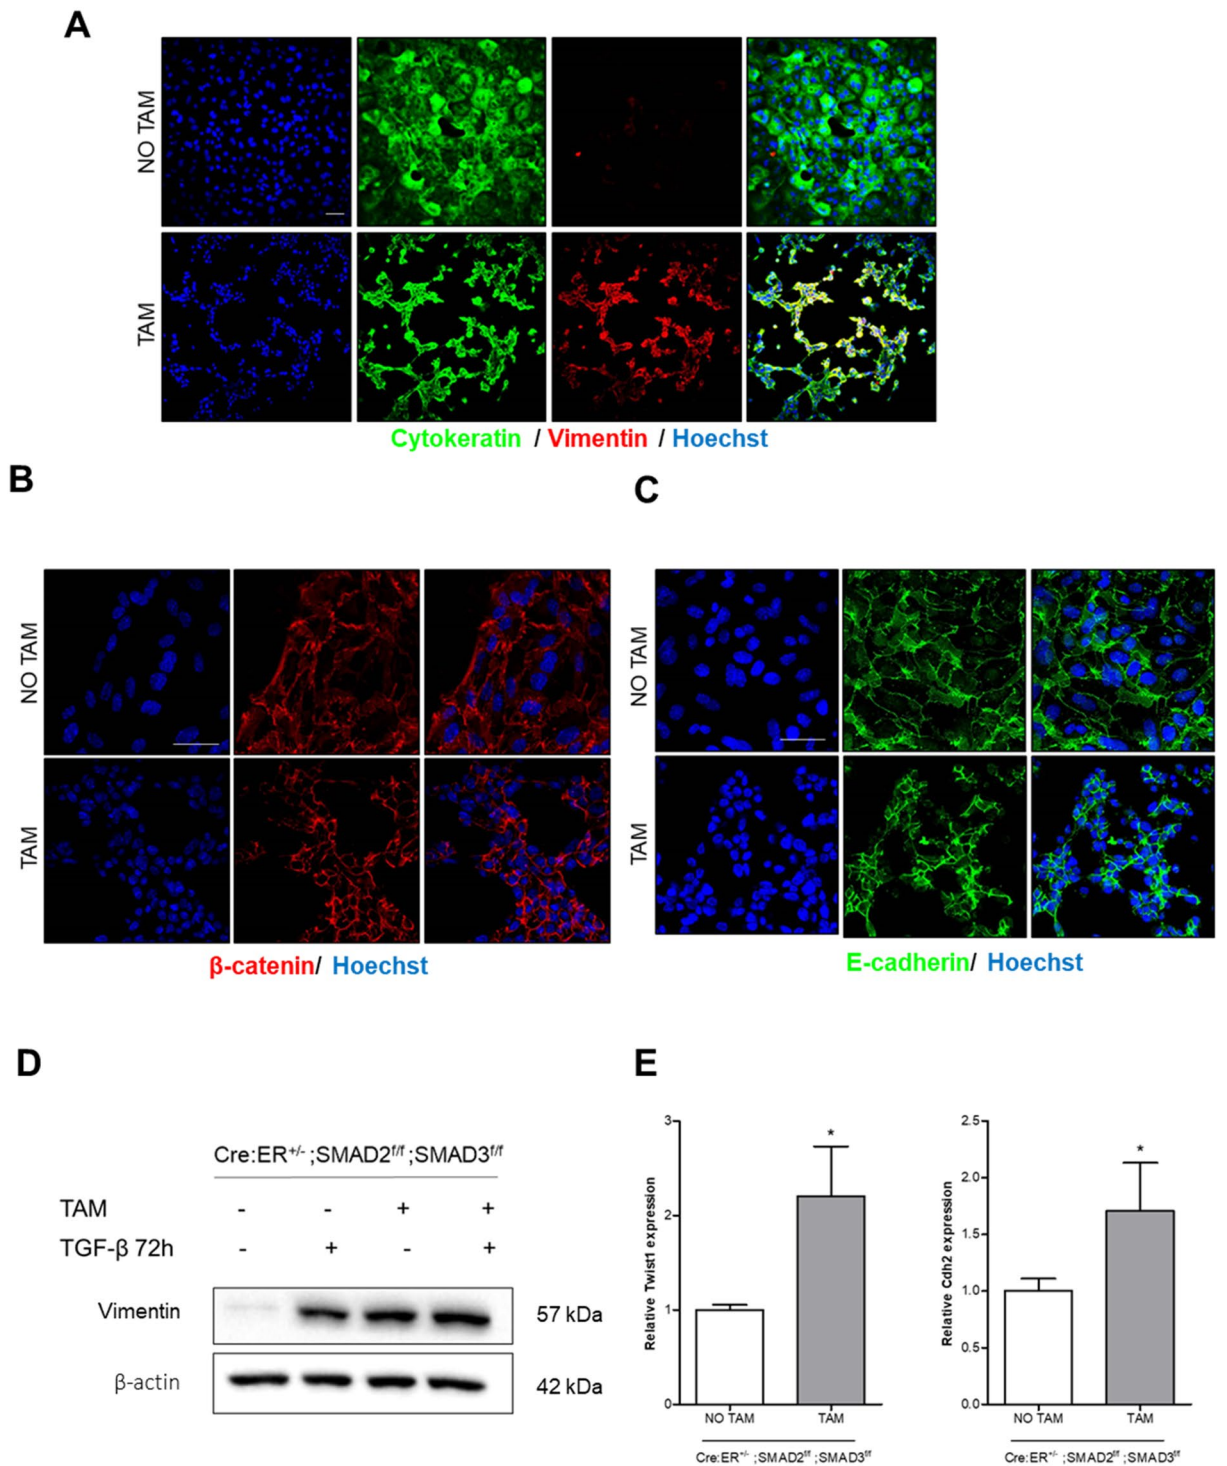 A
NO TAM
TAM
Cytokeratin / Vimentin / Hoechst
B
NO TAM
TAM
β-catenin/ Hoechst
C
NO TAM
TAM
E-cadherin/ Hoechst
D
Cre:ER+/- ;SMAD2f/f ;SMAD3f/f
TAM - - + +
TGF-β 72h - + - +
Vimentin 57 kDa
β-actin 42 kDa
E
Relative Twist1 expression
3
2
1
0
*
NO TAM TAM
Cre:ER+/- ;SMAD2f/f ;SMAD3f/f
Relative Cdh2 expression
2.5
2.0
1.5
1.0
0.5
0.0
*
NO TAM TAM
Cre:ER+/- ;SMAD2f/f ;SMAD3f/f